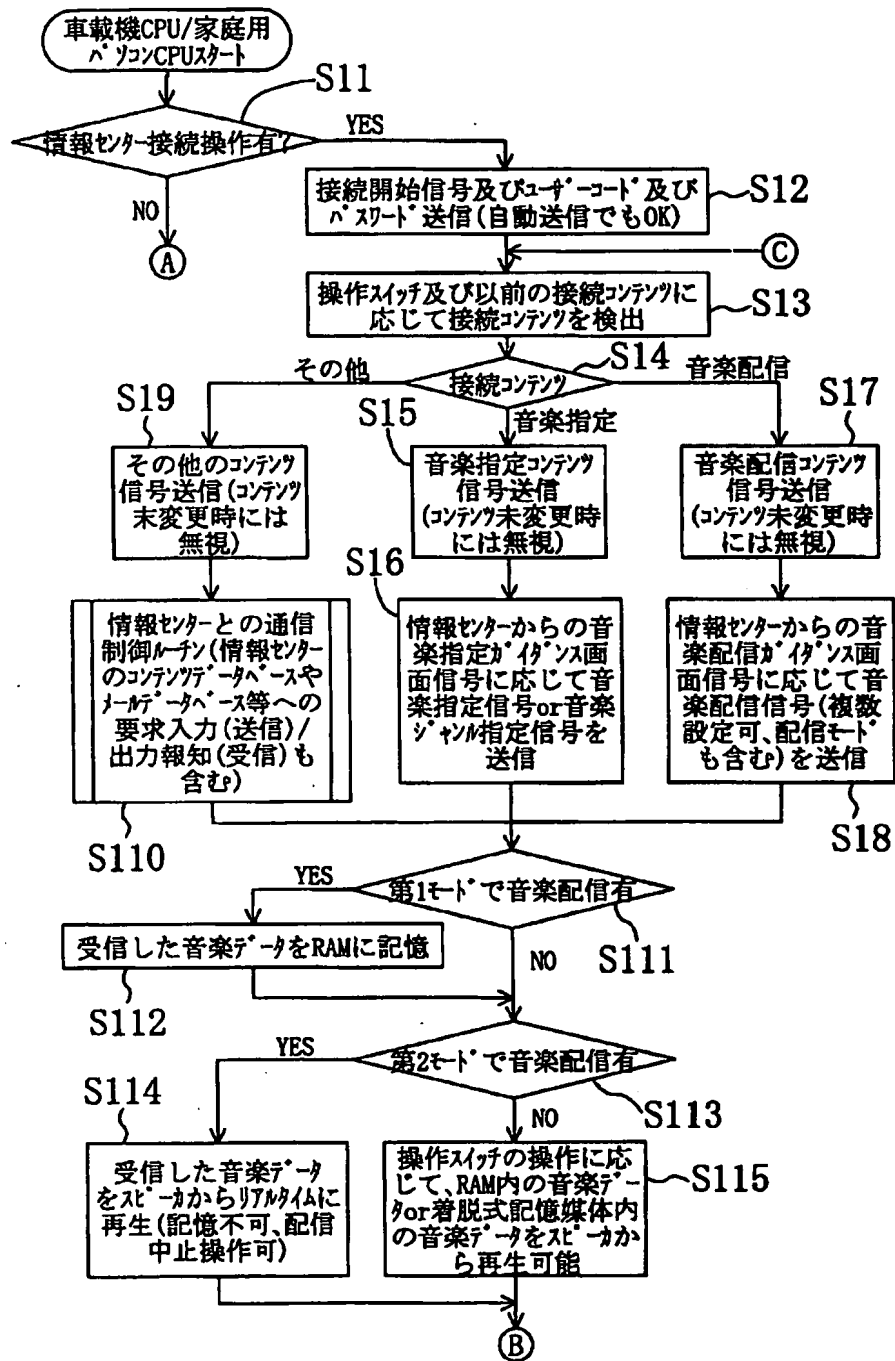 車載機CPU/家庭用
パソコンCPUスタート
S11
情報センター接続操作有?
YES
NO
A
接続開始信号及びユーザーコード及び
パスワード送信(自動送信でもOK)
S12
C
操作スイッチ及び以前の接続コンテンツに
応じて接続コンテンツを検出
S13
S14
接続コンテンツ
その他
音楽指定
音楽配信
S19
その他のコンテンツ
信号送信(コンテンツ
末変更時には
無視)
S15
音楽指定コンテンツ
信号送信
(コンテンツ未変更時
には無視)
S17
音楽配信コンテンツ
信号送信
(コンテンツ未変更時
には無視)
情報センターとの通信
制御ルーチン(情報センター
のコンテンツデータベースや
メールデータベース等への
要求入力(送信)/
出力報知(受信)も
含む)
S110
S16
情報センターからの音
楽指定ガイダンス画
面信号に応じて音
楽指定信号or音楽
ジャンル指定信号を
送信
情報センターからの音
楽配信ガイダンス画
面信号に応じて音
楽配信信号(複数
設定可、配信モード
も含む)を送信
S18
第1モードで音楽配信有
S111
YES
NO
受信した音楽データをRAMに記憶
S112
第2モードで音楽配信有
S113
YES
NO
S114
受信した音楽データ
をスピーカからリアルタイムに
再生(記憶不可、配信
中止操作可)
操作スイッチの操作に応
じて、RAM内の音楽デー
タor着脱式記憶媒体内
の音楽データをスピーカか
ら再生可能
S115
B